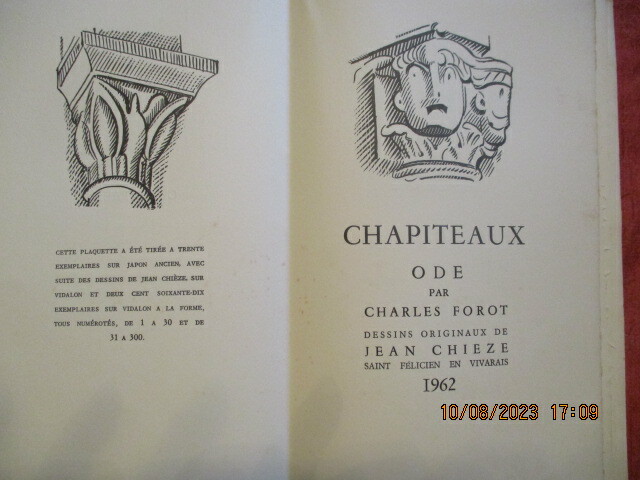 CETTE PLAQUETTE A ÉTÉ TIRÉE A TRENTE
EXEMPLAIRES SUR JAPON ANCIEN, AVEC
SUITE DES DESSINS DE JEAN CHIÈZE, SUR
VIDALON ET DEUX CENT SOIXANTE-DIX
EXEMPLAIRES SUR VIDALON A LA FORME,
TOUS NUMÉROTÉS, DE 1 A 30 ET DE
31 A 300.
CHAPITEAUX
ODE
PAR
CHARLES FOROT
DESSINS ORIGINAUX DE
JEAN CHIEZE
SAINT FÉLICIEN EN VIVARAIS
1962
10/08/2023 17:09